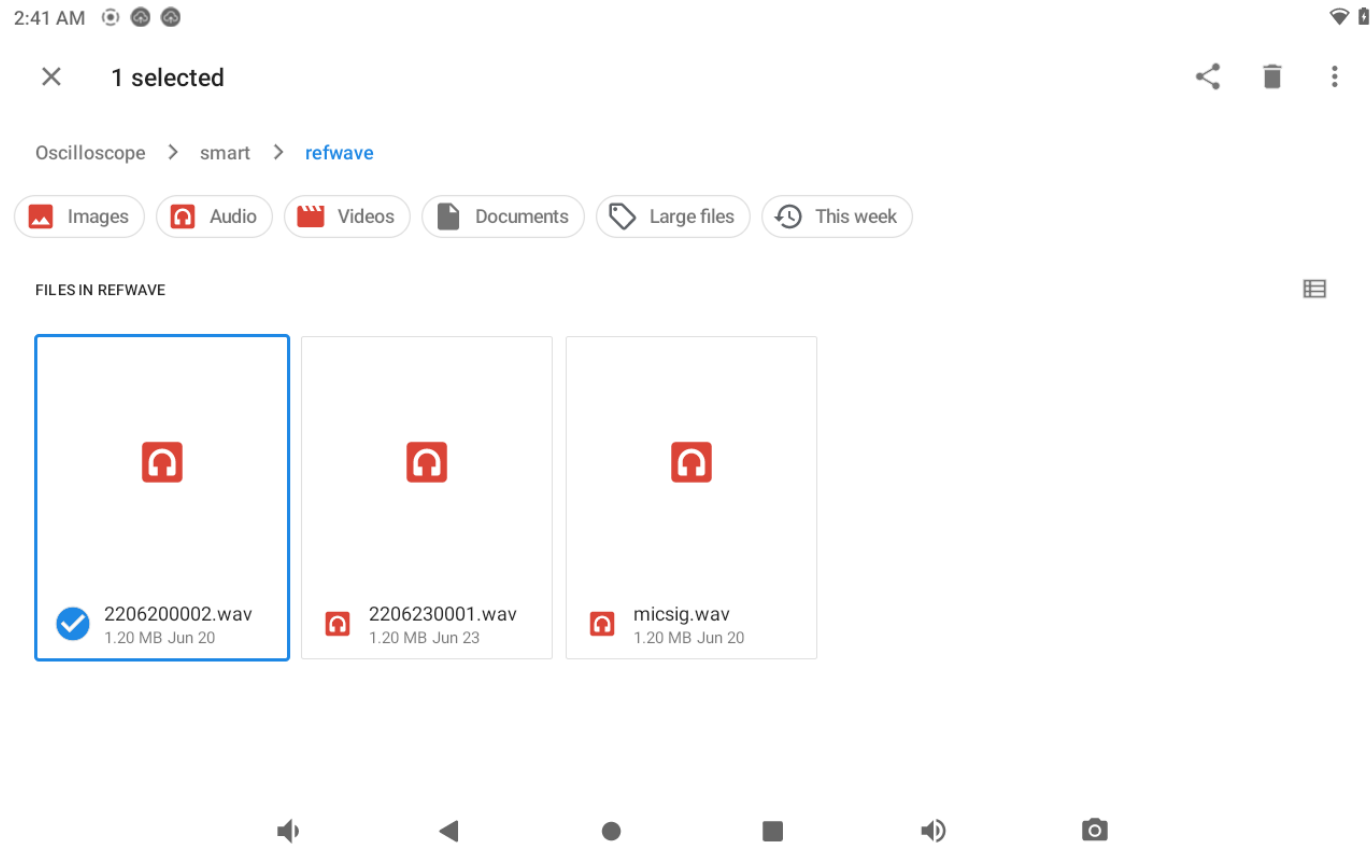 2:41 AM
1 selected
Oscilloscope smart refwave
Images Audio Videos Documents Large files This week
FILES IN REFWAVE
2206200002.wav
1.20 MB Jun 20
2206230001.wav
1.20 MB Jun 23
micsig.wav
1.20 MB Jun 20